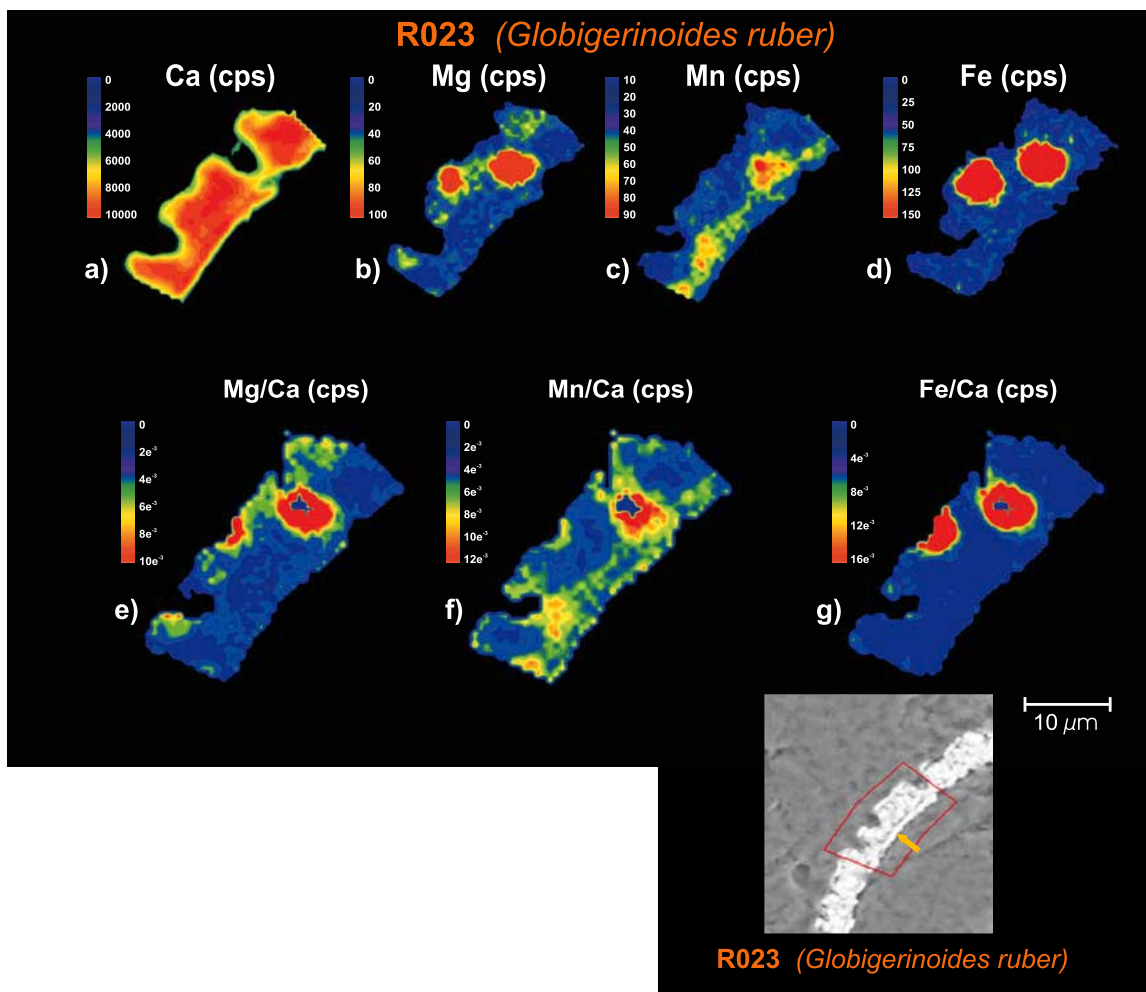 R023 (Globigerinoides ruber)
Ca (cps)
Mg (cps)
Mn (cps)
Fe (cps)
0
2000
4000
6000
8000
10000
0
20
40
60
80
100
10
20
30
40
50
60
70
80
90
0
25
50
75
100
125
150
a)
b)
c)
d)
Mg/Ca (cps)
Mn/Ca (cps)
Fe/Ca (cps)
0
2e-3
4e-3
6e-3
8e-3
10e-3
0
2e-3
4e-3
6e-3
8e-3
10e-3
12e-3
0
4e-3
8e-3
12e-3
16e-3
e)
f)
g)
10 μm
R023 (Globigerinoides ruber)